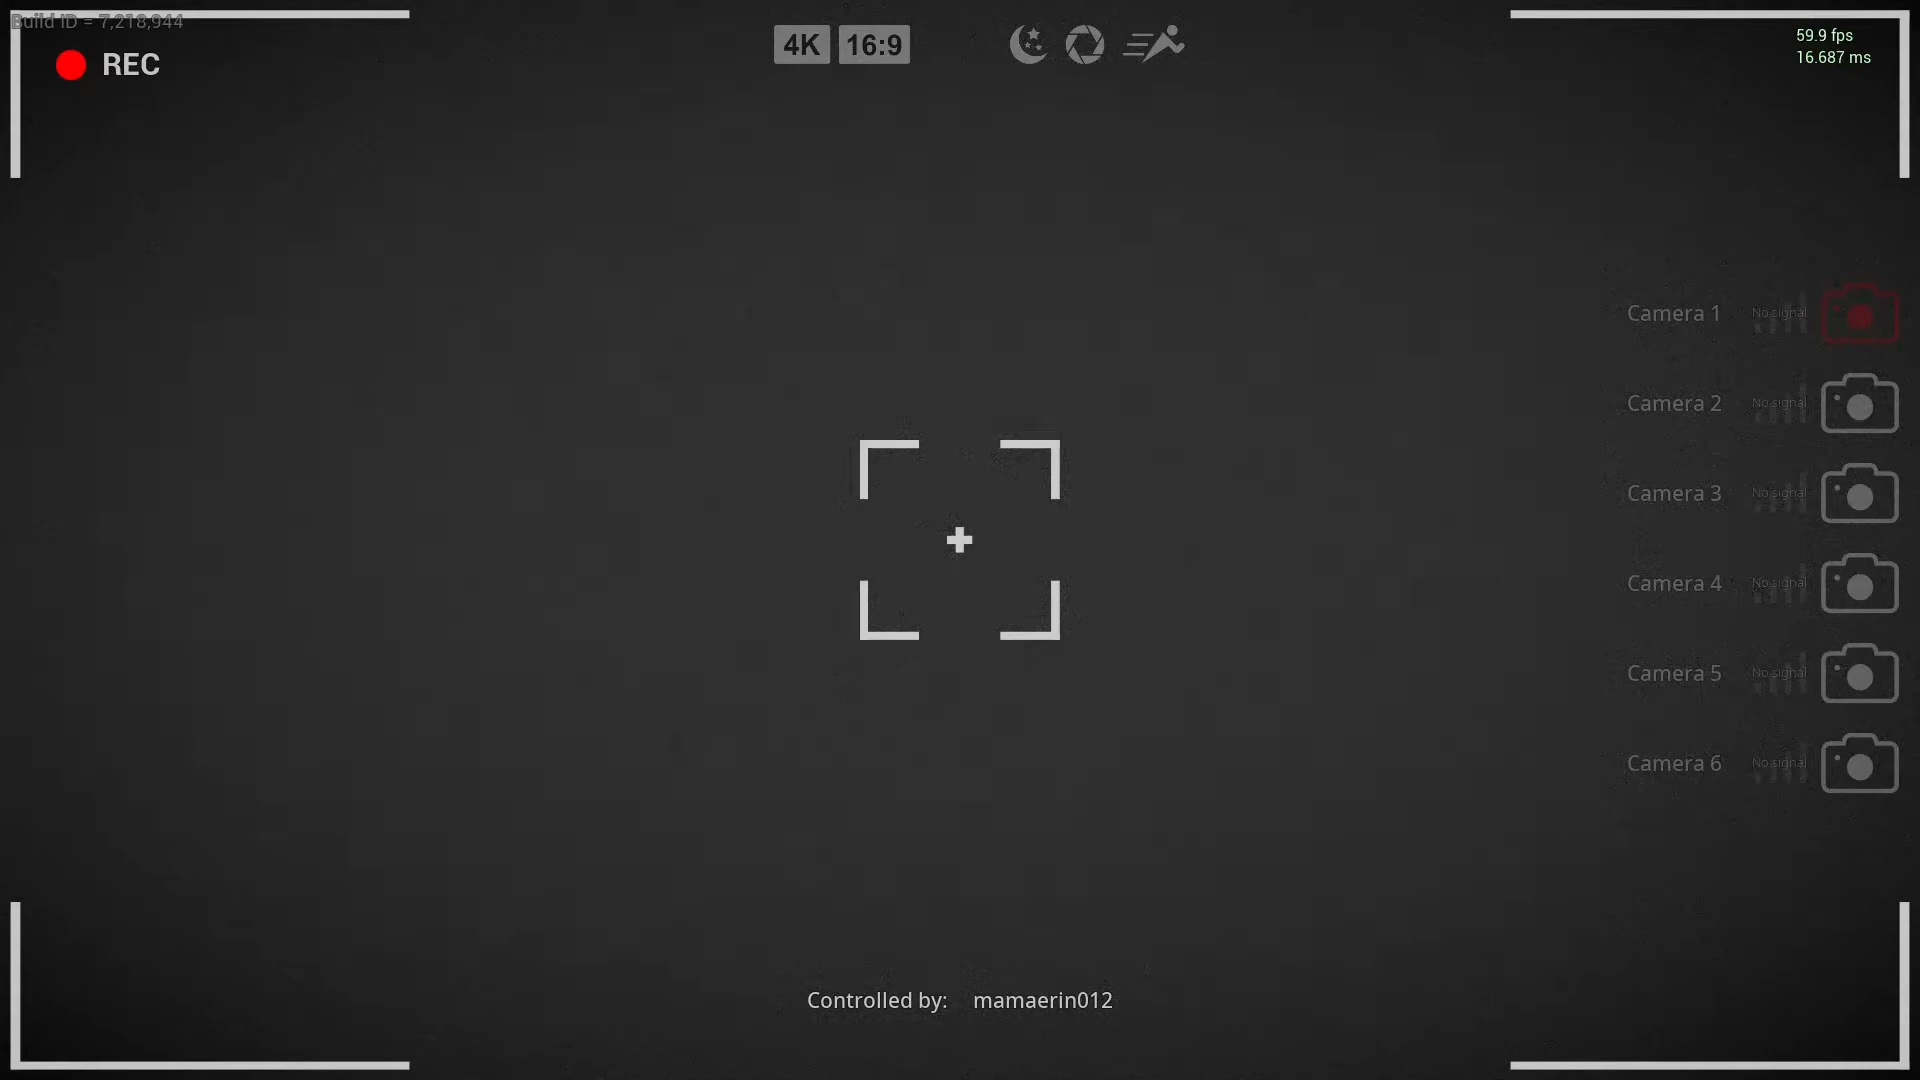 Build ID = 7,218,944
REC
4K 16:9
59.9 fps
16.687 ms
Camera 1 No signal
Camera 2 No signal
Camera 3 No signal
Camera 4 No signal
Camera 5 No signal
Camera 6 No signal
Controlled by: mamaerin012